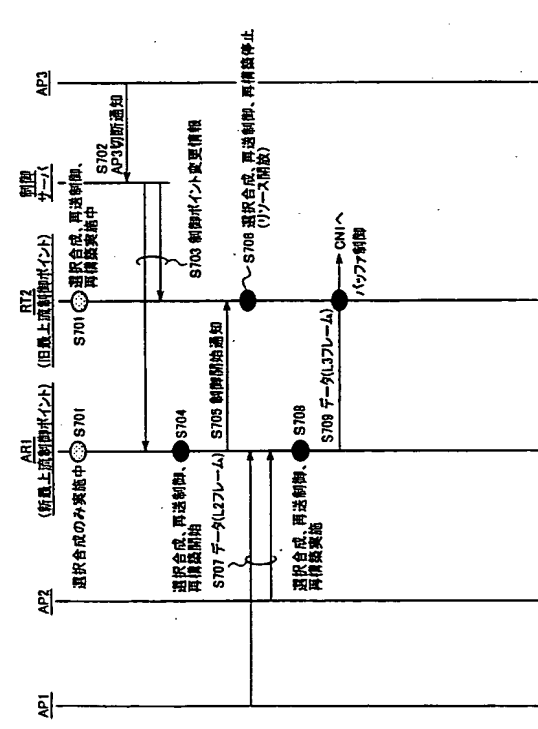 AP1
AP2
AR1
(新最上流制御ポイント)
RT2
(旧最上流制御ポイント)
制御
サーバ
AP3
選択合成のみ実施中
S701
S701
選択合成、再送制御、
再構築実施中
S702
AP3切断通知
S703 制御ポイント変更情報
S704
選択合成、再送制御、
再構築開始
S705 制御開始通知
S706 選択合成、再送制御、再構築停止
(リソース開放)
S707 データ(L2フレーム)
S708
選択合成、再送制御、
再構築実施
S709 データ(L3フレーム)
CN1へ
バッファ制御